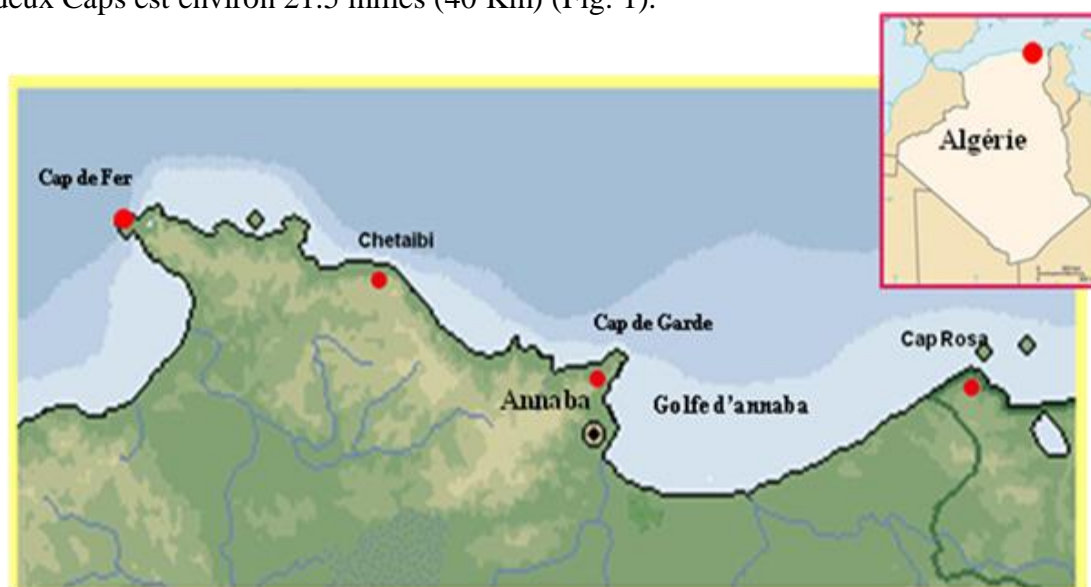 deux Caps est environ 21.5 milles (40 Km) (Fig. 1).
Algérie
Cap de Fer
Chetaibi
Cap de Garde
Cap Rosa
Annaba
Golfe d'annaba